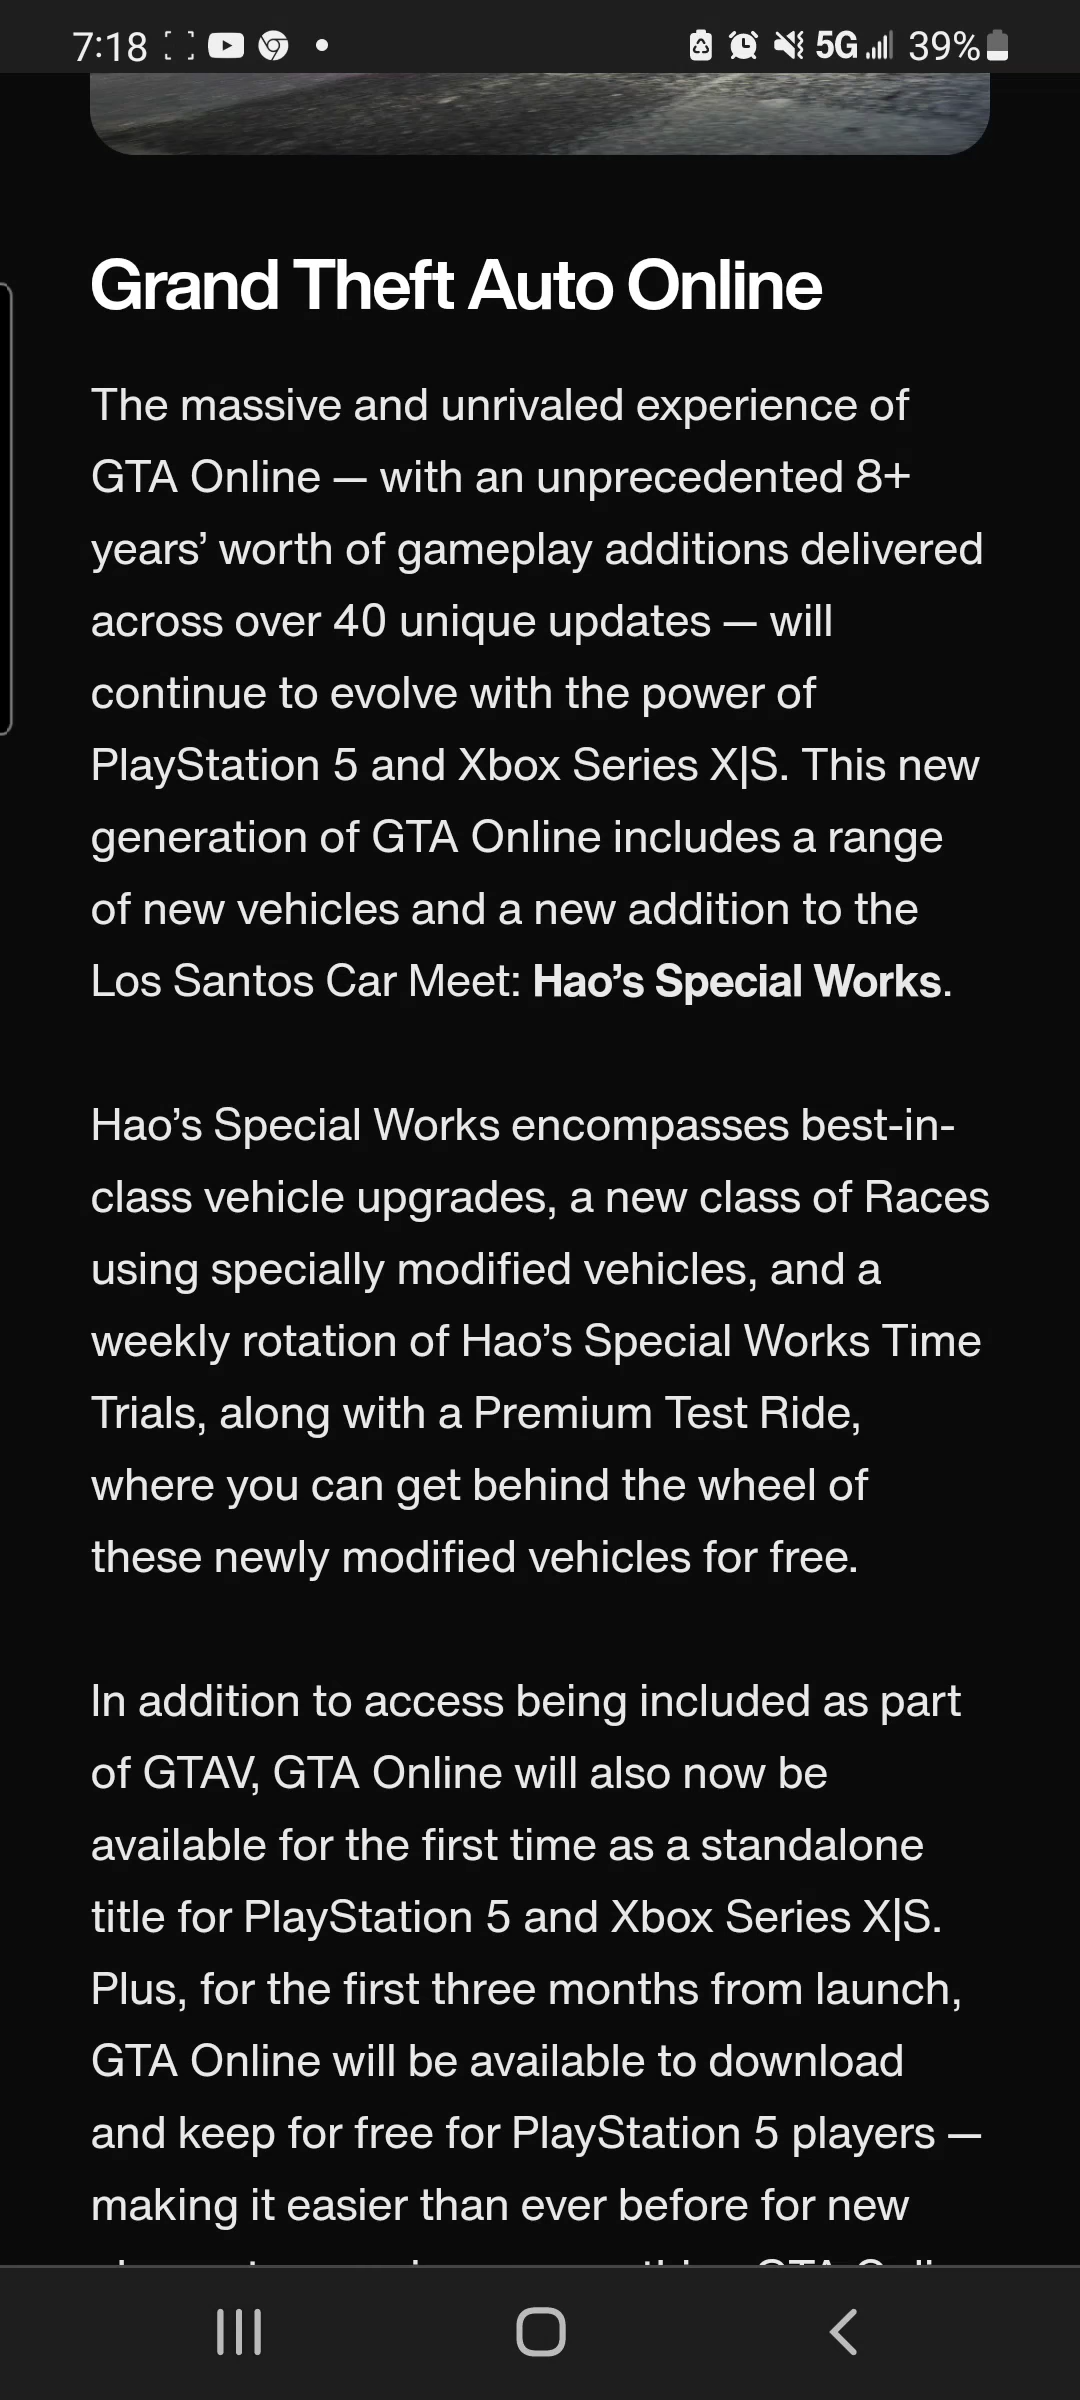 7:18
5G 39%
Grand Theft Auto Online
The massive and unrivaled experience of
GTA Online — with an unprecedented 8+
years’ worth of gameplay additions delivered
across over 40 unique updates — will
continue to evolve with the power of
PlayStation 5 and Xbox Series X|S. This new
generation of GTA Online includes a range
of new vehicles and a new addition to the
Los Santos Car Meet: Hao’s Special Works.
Hao’s Special Works encompasses best-in-
class vehicle upgrades, a new class of Races
using specially modified vehicles, and a
weekly rotation of Hao’s Special Works Time
Trials, along with a Premium Test Ride,
where you can get behind the wheel of
these newly modified vehicles for free.
In addition to access being included as part
of GTAV, GTA Online will also now be
available for the first time as a standalone
title for PlayStation 5 and Xbox Series X|S.
Plus, for the first three months from launch,
GTA Online will be available to download
and keep for free for PlayStation 5 players —
making it easier than ever before for new